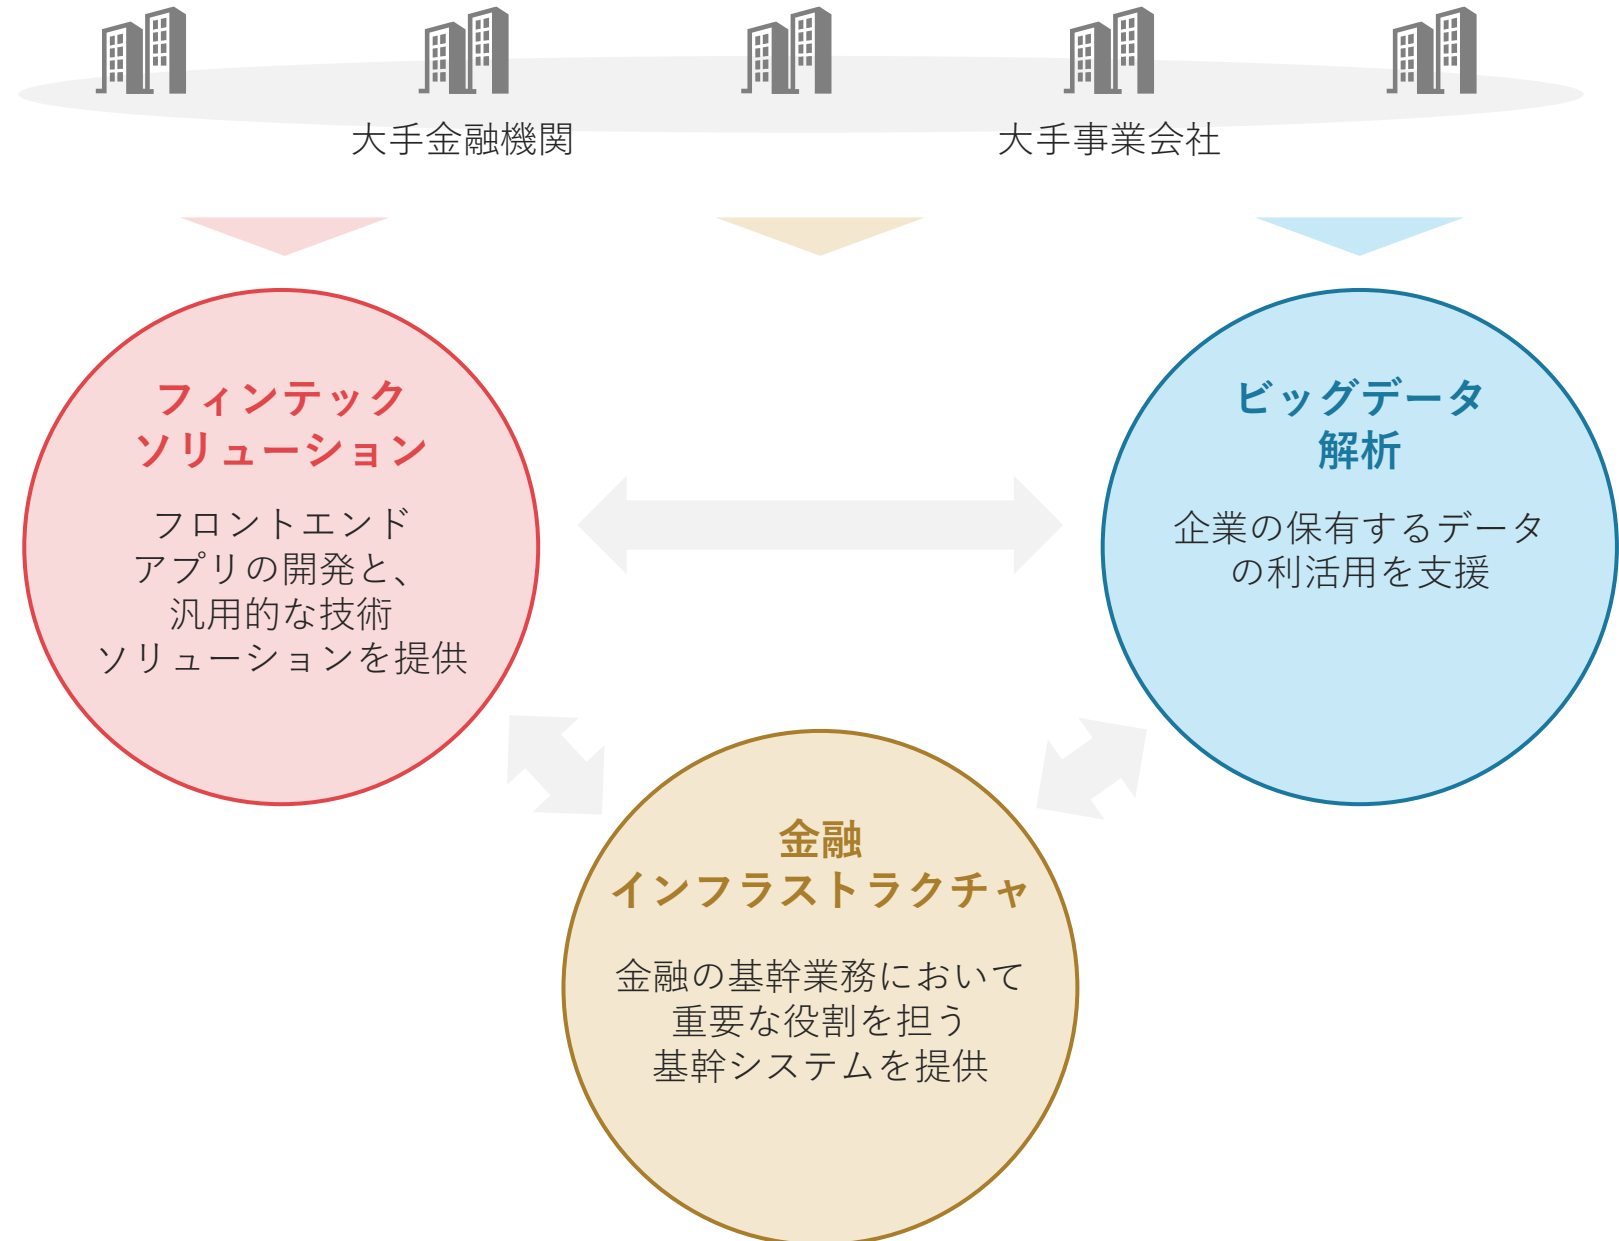 大手金融機関
大手事業会社
フィンテック
ソリューション
フロントエンド
アプリの開発と、
汎用的な技術
ソリューションを提供
ビッグデータ
解析
企業の保有するデータ
の利活用を支援
金融
インフラストラクチャ
金融の基幹業務において
重要な役割を担う
基幹システムを提供